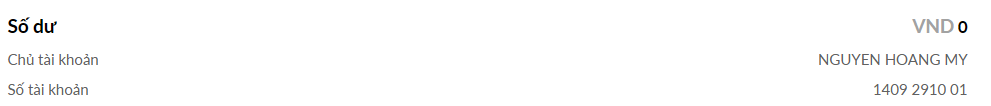 Số dư VND 0
Chủ tài khoản NGUYEN HOANG MY
Số tài khoản 1409 2910 01